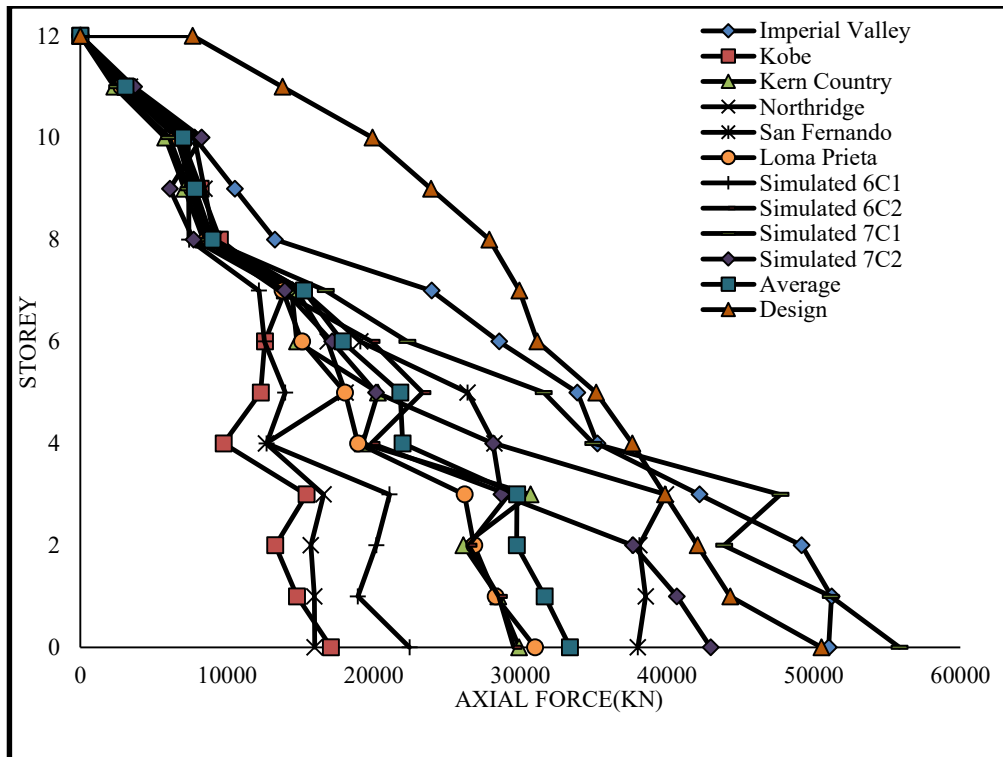 12
10
8
6
4
2
0
STOREY
0 10000 20000 30000 40000 50000 60000
AXIAL FORCE(KN)
Imperial Valley
Kobe
Kern Country
Northridge
San Fernando
Loma Prieta
Simulated 6C1
Simulated 6C2
Simulated 7C1
Simulated 7C2
Average
Design